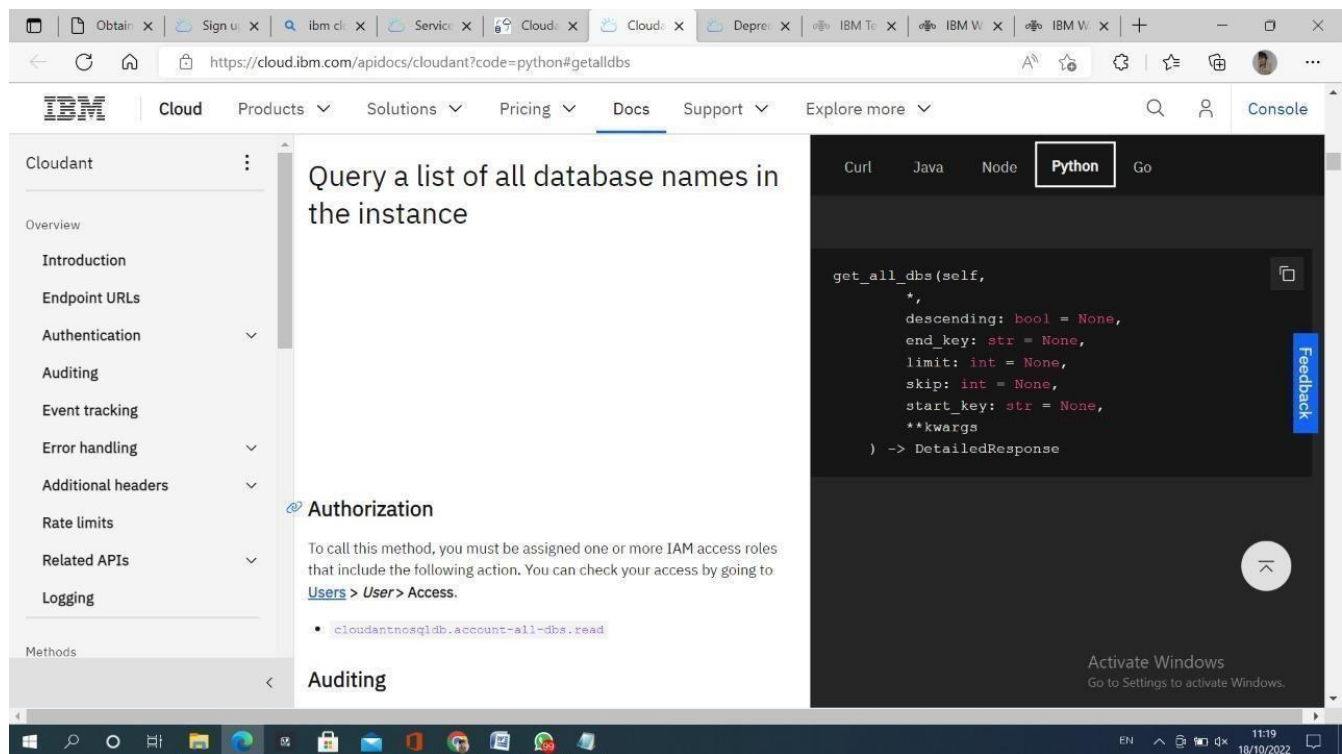 Obtain
Sign u
ibm clo
Service
Cloud
Cloud
Depre
IBM Te
IBM W
IBM W
https://cloud.ibm.com/apidocs/cloudant?code=python#getalldbs
IBM Cloud Products Solutions Pricing Docs Support Explore more Console
Cloudant
Overview
Introduction
Endpoint URLs
Authentication
Auditing
Event tracking
Error handling
Additional headers
Rate limits
Related APIs
Logging
Methods
Query a list of all database names in
the instance
Authorization
To call this method, you must be assigned one or more IAM access roles
that include the following action. You can check your access by going to
Users > User > Access.
• cloudantnosqldb.account-all-dbs.read
Auditing
Curl Java Node Python Go
get_all_dbs(self,
*,
descending: bool = None,
end_key: str = None,
limit: int = None,
skip: int = None,
start_key: str = None,
**kwargs
) -> DetailedResponse
Feedback
Activate Windows
Go to Settings to activate Windows.
EN
11:19
18/10/2022